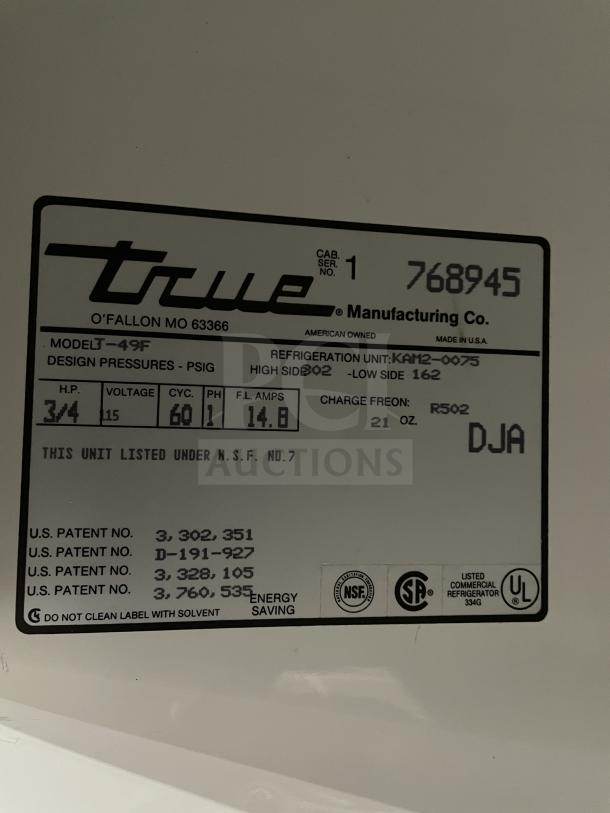 true ® Manufacturing Co.
CAB. SER. NO. 1 768945
O'FALLON MO 63366
AMERICAN OWNED MADE IN U.S.A.
MODEL T-49F REFRIGERATION UNIT: KAM2-0075
DESIGN PRESSURES - PSIG HIGH SIDE 302 -LOW SIDE 162
H.P. VOLTAGE CYC. PH F.L. AMPS
3/4 115 60 1 14.8
CHARGE FREON: R502
21 OZ.
DJA
THIS UNIT LISTED UNDER N.S.F. NO.7
PCI
AUCTIONS
U.S. PATENT NO. 3,302,351
U.S. PATENT NO. D-191-927
U.S. PATENT NO. 3,328,105
U.S. PATENT NO. 3,760,535
DO NOT CLEAN LABEL WITH SOLVENT
ENERGY
SAVING
NSF
SA ®
LISTED
COMMERCIAL
REFRIGERATOR
334G
UL ®